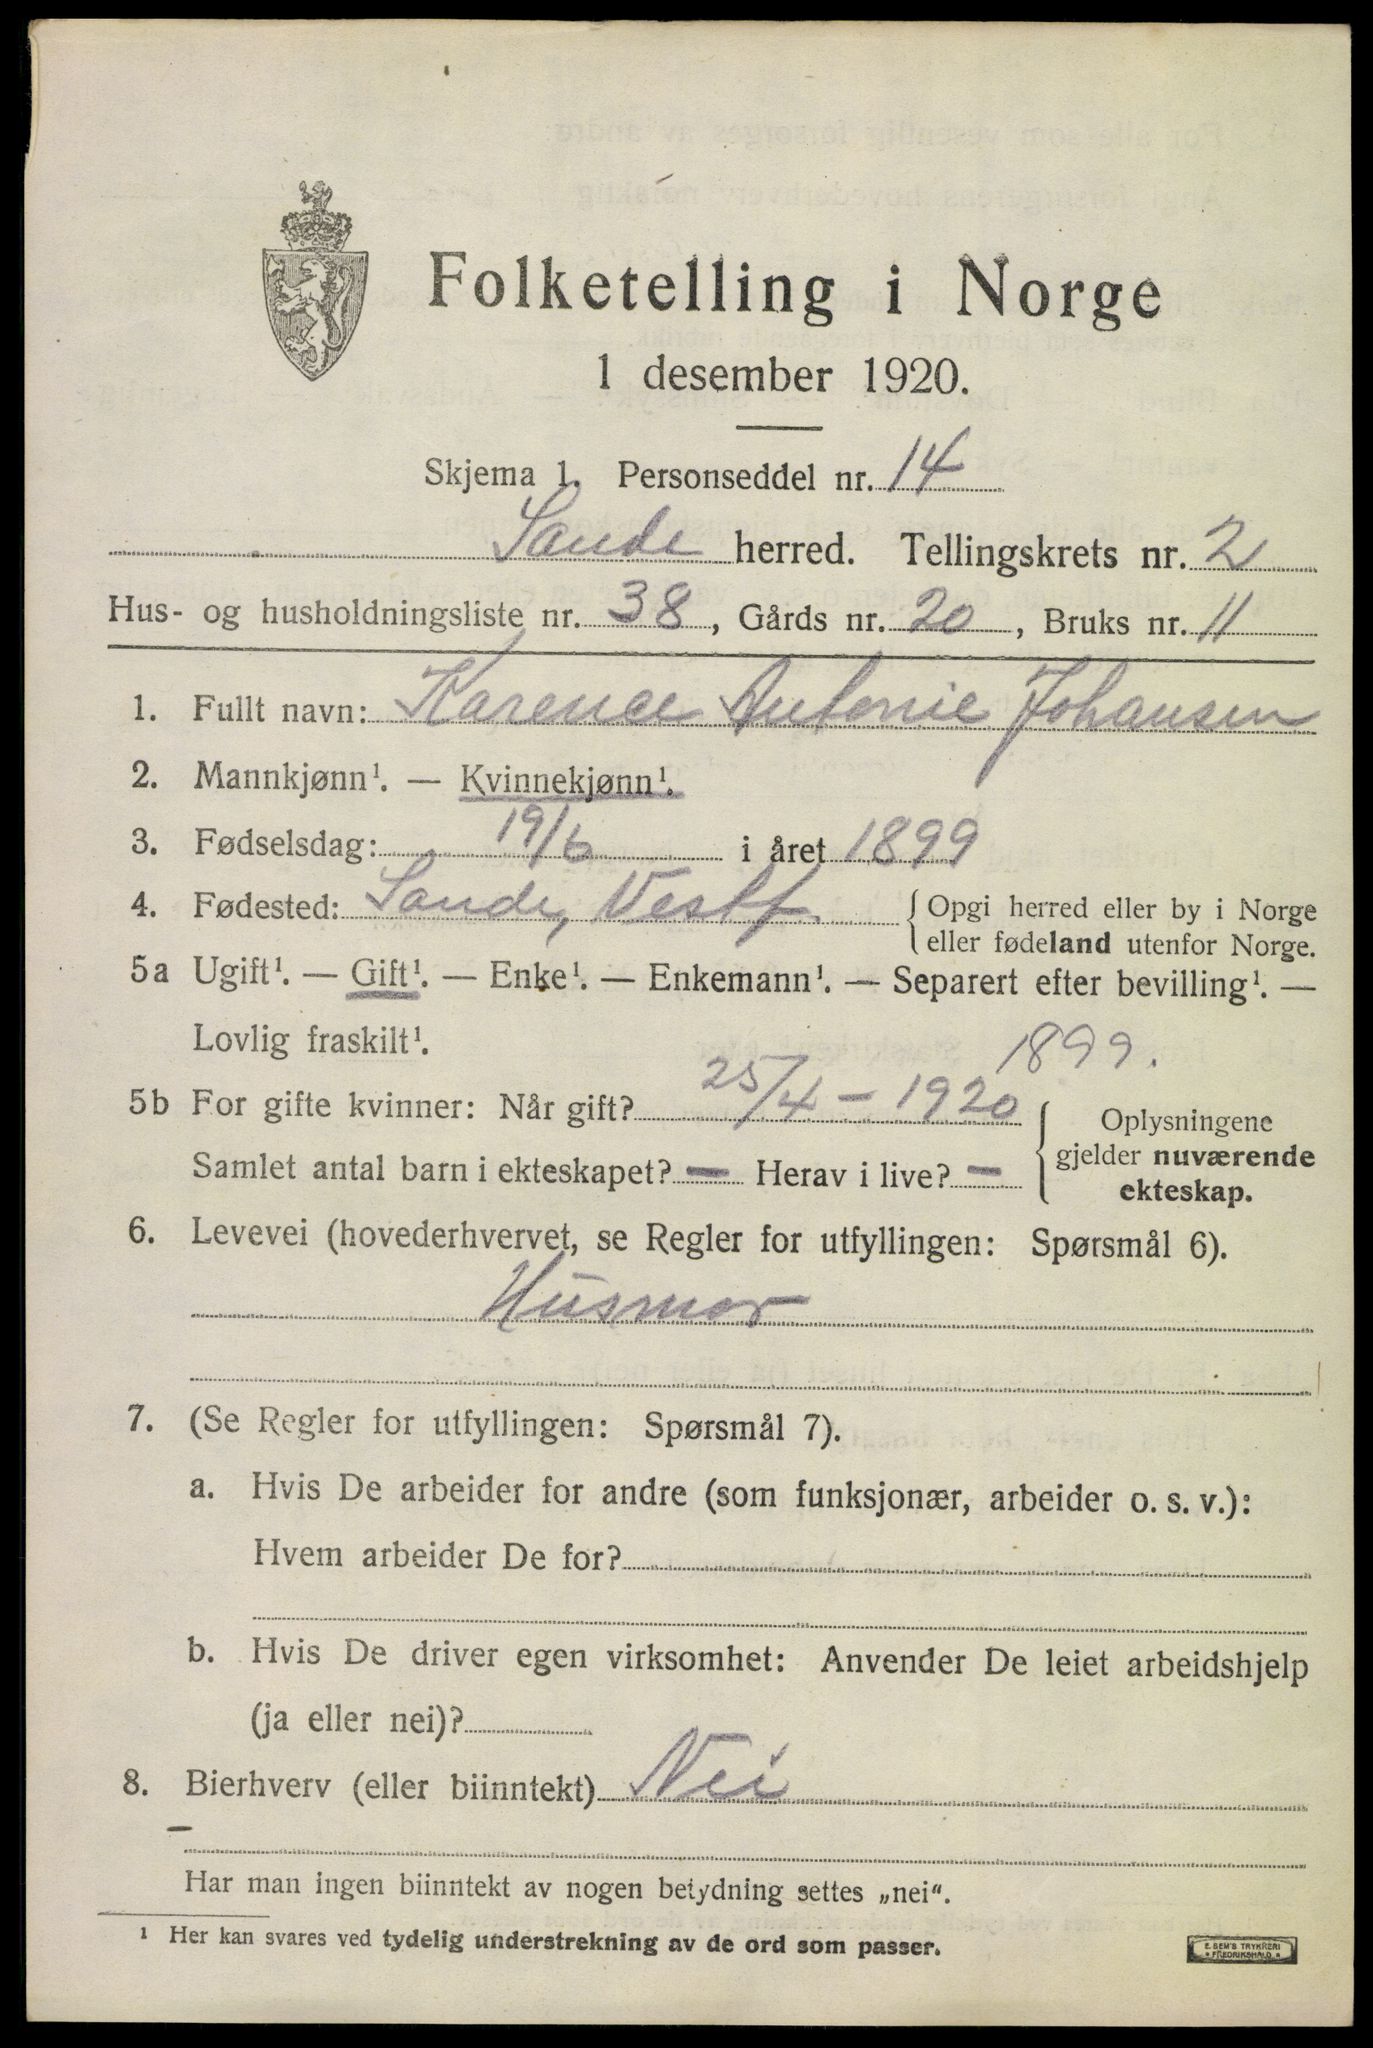 Folketelling i Norge
1 desember 1920.
Skjema 1. Personseddel nr. 14
Sande herred. Tellingskrets nr. 2
Hus- og husholdningsliste nr. 38, Gårds nr. 20, Bruks nr. 11
1. Fullt navn: Karence Antonie Johansen
2. Mannkjønn¹. — Kvinnekjønn¹.
3. Fødselsdag: 19/6 i året 1899
4. Fødested: Sande, Vestf. { Opgi herred eller by i Norge
eller fødeland utenfor Norge.
5a Ugift¹. — Gift¹. — Enke¹. — Enkemann¹. — Separert efter bevilling¹. —
Lovlig fraskilt¹. 1899.
5b For gifte kvinner: Når gift? 25/4 - 1920 { Oplysningene
gjelder nuværende
Samlet antal barn i ekteskapet? — Herav i live? —
ekteskap.
6. Levevei (hovederhvervet, se Regler for utfyllingen: Spørsmål 6).
Husmor
7. (Se Regler for utfyllingen: Spørsmål 7).
a. Hvis De arbeider for andre (som funksjonær, arbeider o. s. v.):
Hvem arbeider De for?
b. Hvis De driver egen virksomhet: Anvender De leiet arbeidshjelp
(ja eller nei)?
8. Bierhverv (eller biinntekt) Nei
Har man ingen biinntekt av nogen betydning settes „nei“.
¹ Her kan svares ved tydelig understrekning av de ord som passer.
E. SEM'S TRYKKERI
FREDRIKSHALD